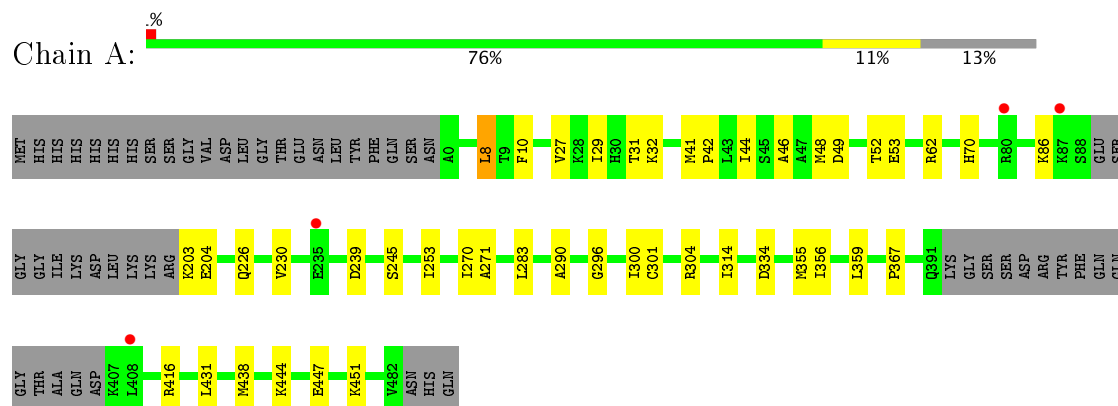 .%
Chain A:
76% 11% 13%
MET HIS HIS HIS HIS HIS HIS SER SER GLY VAL ASP LEU GLY THR GLU ASN LEU TYR PHE GLN SER ASN A0 L8 T9 F10 V27 K28 I29 H30 T31 K32 M41 P42 L43 I44 S45 A46 A47 M48 D49 T52 E53 R62 H70 R80 K86 K87 S88 GLU SER
GLY GLY ILE LYS ASP LEU LYS LYS ARG K203 E204 Q226 V230 E235 D239 S245 I253 I270 A271 L283 A290 G296 I300 C301 R304 I314 D334 M355 I356 L359 P367 Q391 LYS GLY SER SER ASP ARG TYR PHE GLN GLN
GLY THR ALA GLN ASP K407 L408 R416 L431 M438 K444 E447 K451 V482 ASN HIS GLN